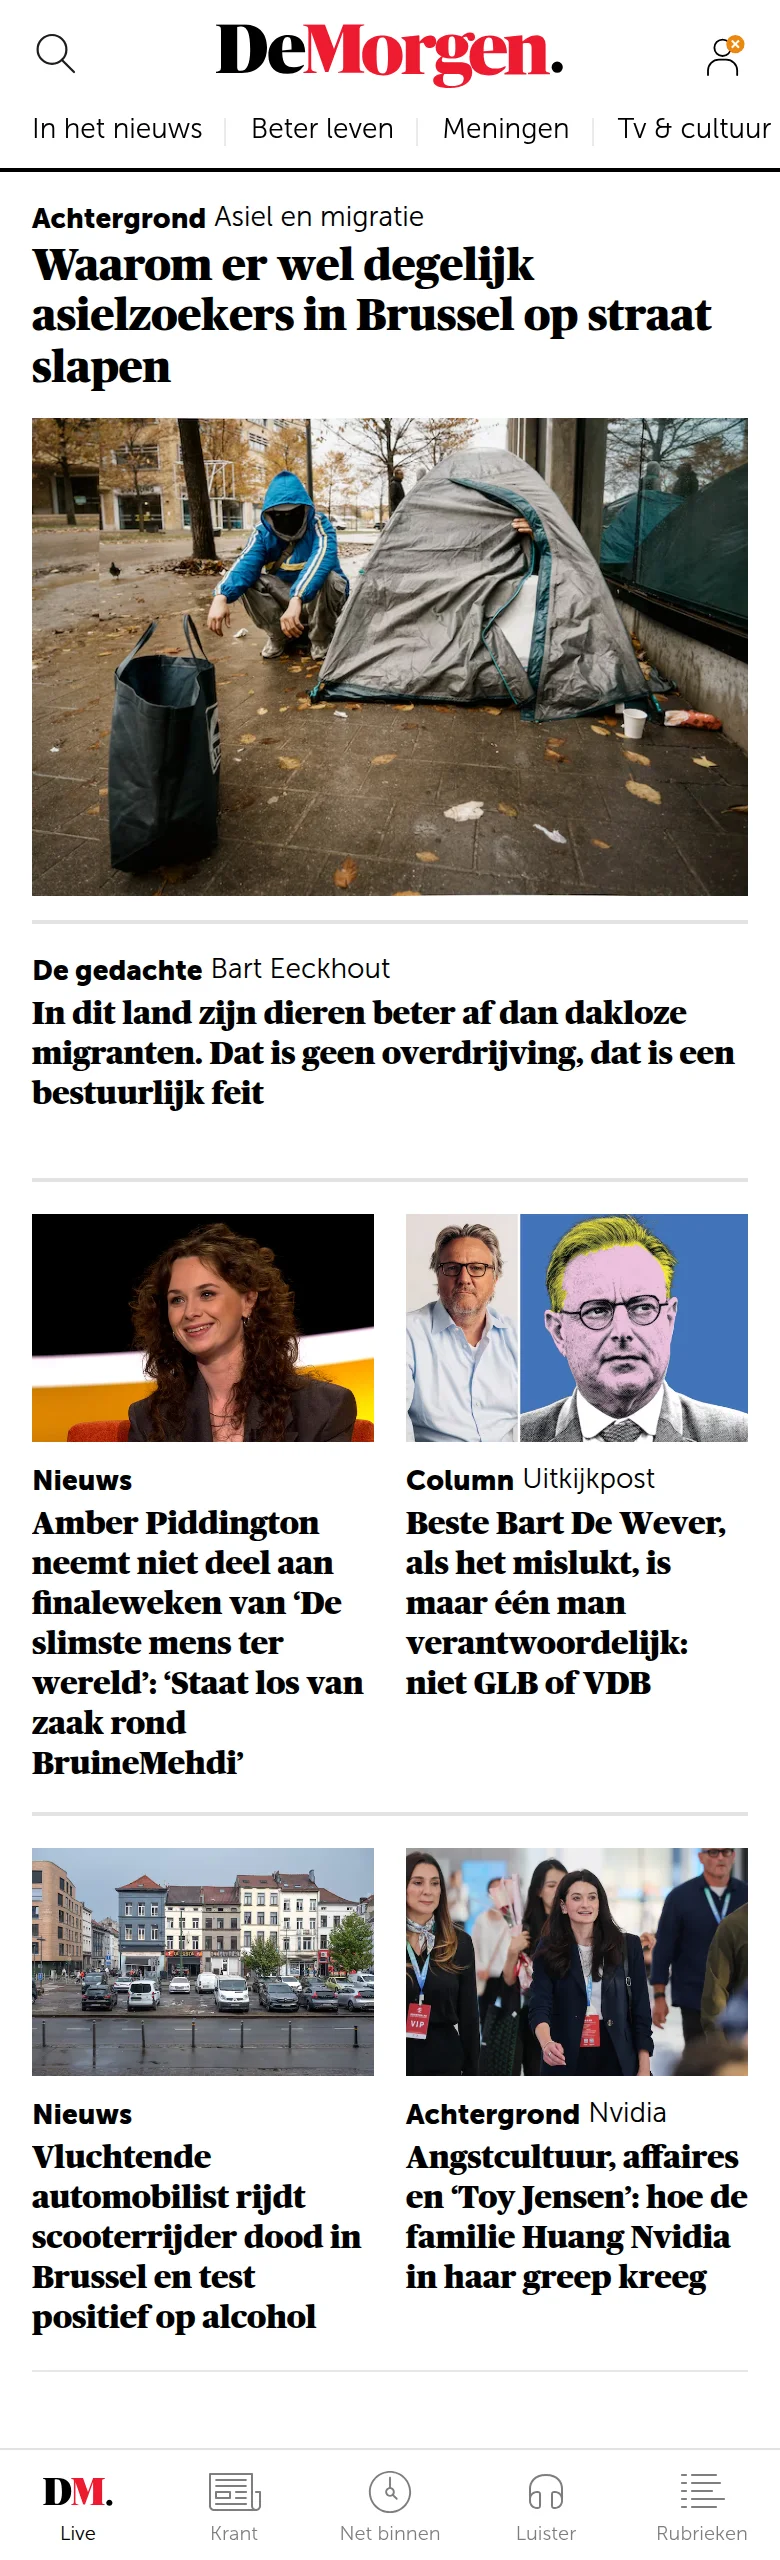 DeMorgen.
In het nieuws
Beter leven
Meningen
Tv & cultuur
Achtergrond Asiel en migratie
Waarom er wel degelijk
asielzoekers in Brussel op straat
slapen
De gedachte Bart Eeckhout
In dit land zijn dieren beter af dan dakloze
migranten. Dat is geen overdrijving, dat is een
bestuurlijk feit
Nieuws
Amber Piddington
neemt niet deel aan
finaleweken van ‘De
slimste mens ter
wereld’: ‘Staat los van
zaak rond
BruineMehdi’
Column Uitkijkpost
Beste Bart De Wever,
als het mislukt, is
maar één man
verantwoordelijk:
niet GLB of VDB
VIP
Nieuws
Vluchtende
automobilist rijdt
scooterrijder dood in
Brussel en test
positief op alcohol
Achtergrond Nvidia
Angstcultuur, affaires
en ‘Toy Jensen’: hoe de
familie Huang Nvidia
in haar greep kreeg
DM.
Live
Krant
Net binnen
Luister
Rubrieken